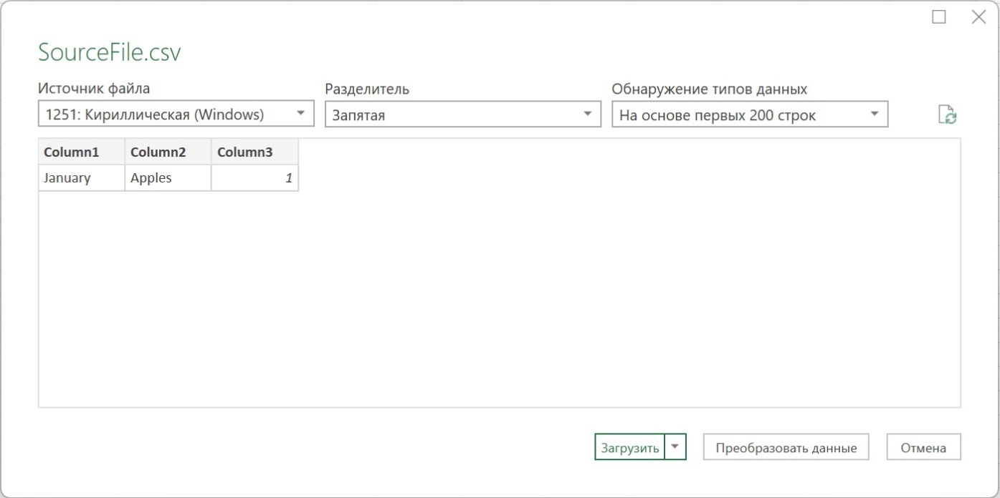 SourceFile.csv
Источник файла
Разделитель
Обнаружение типов данных
1251: Кириллическая (Windows)
Запятая
На основе первых 200 строк
Column1 Column2 Column3
January Apples 1
Загрузить
Преобразовать данные
Отмена